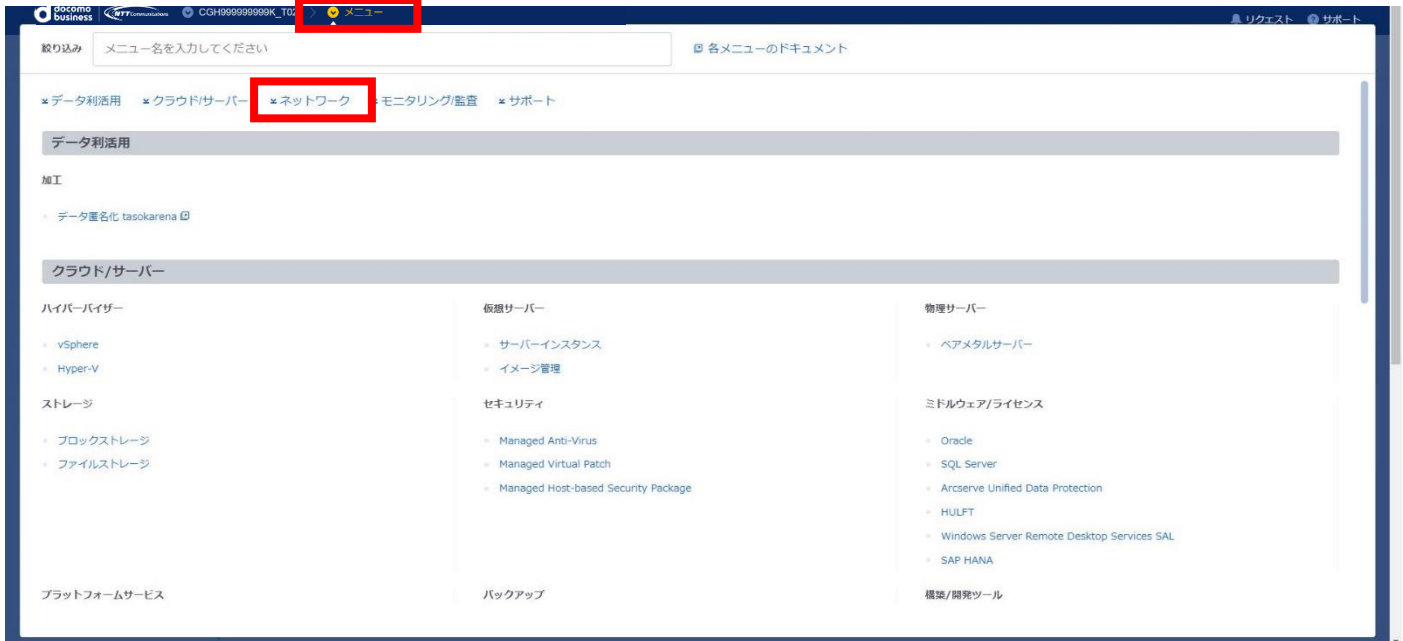 docomo business NTT Communications CGH999999999K_T02 メニュー リクエスト サポート
絞り込み メニュー名を入力してください 各メニューのドキュメント
データ利活用 クラウド/サーバー ネットワーク モニタリング/監査 サポート
データ利活用
加工
データ匿名化 tasokarena
クラウド/サーバー
ハイパーバイザー 仮想サーバー 物理サーバー
vSphere サーバーインスタンス ベアメタルサーバー
Hyper-V イメージ管理
ストレージ セキュリティ ミドルウェア/ライセンス
ブロックストレージ Managed Anti-Virus Oracle
ファイルストレージ Managed Virtual Patch SQL Server
Managed Host-based Security Package Arcserve Unified Data Protection
HULFT
Windows Server Remote Desktop Services SAL
SAP HANA
プラットフォームサービス バックアップ 構築/開発ツール